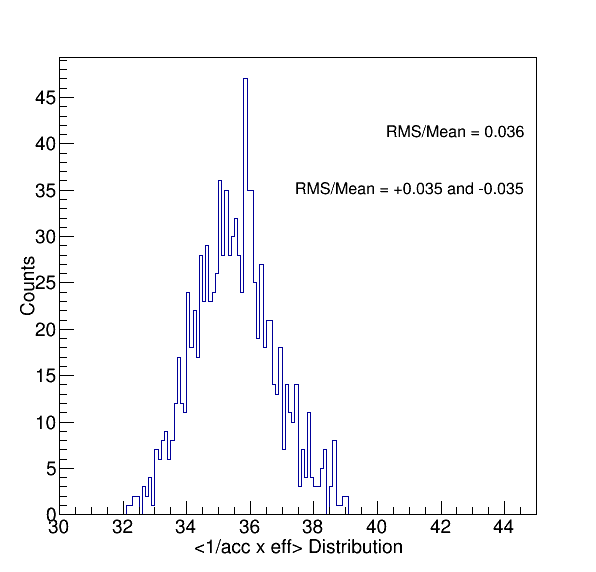 RMS/Mean = 0.036
RMS/Mean = +0.035 and -0.035
Counts
45
40
35
30
25
20
15
10
5
0
30 32 34 36 38 40 42 44
<1/acc x eff> Distribution